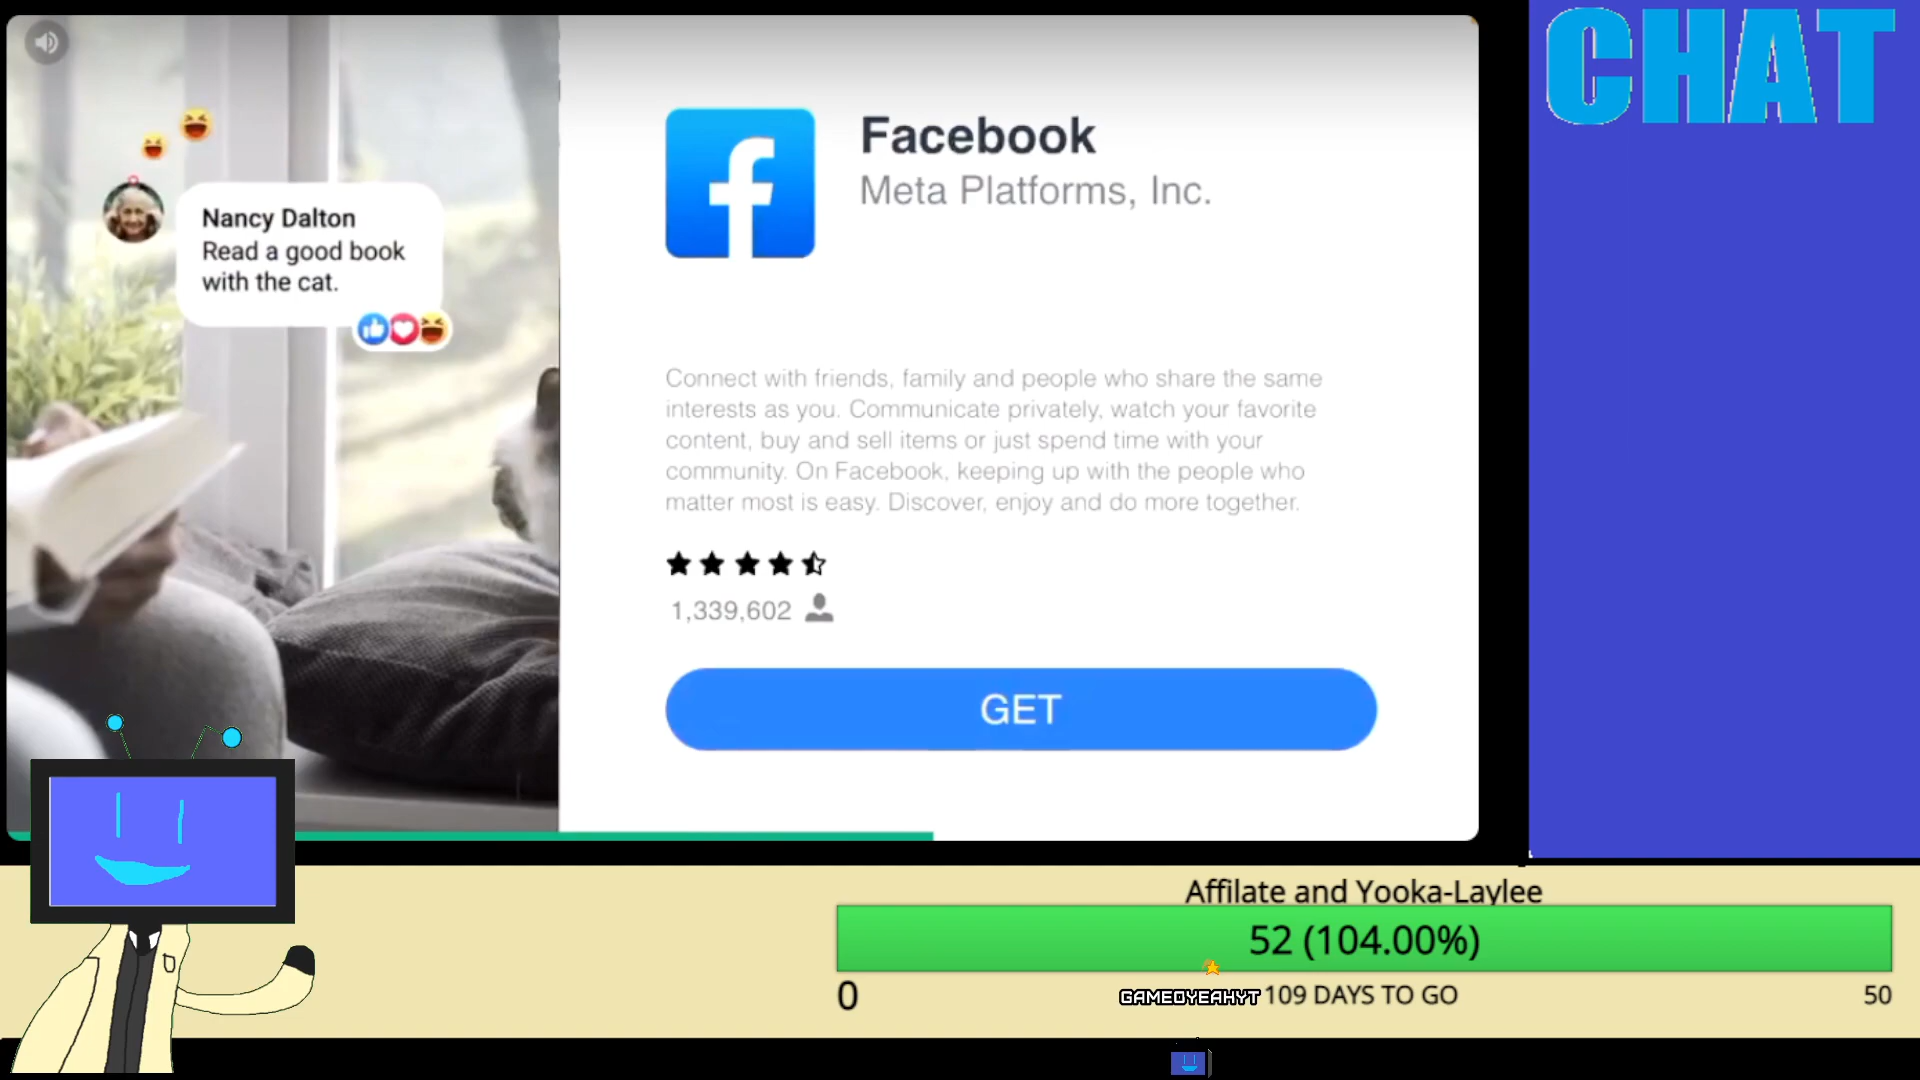 CHAT
Facebook
Meta Platforms, Inc.
Nancy Dalton
Read a good book
with the cat.
Connect with friends, family and people who share the same
interests as you. Communicate privately, watch your favorite
content, buy and sell items or just spend time with your
community. On Facebook, keeping up with the people who
matter most is easy. Discover, enjoy and do more together.
1,339,602
GET
Affilate and Yooka-Laylee
52 (104.00%)
0
GAMEOYEAHYT
109 DAYS TO GO
50